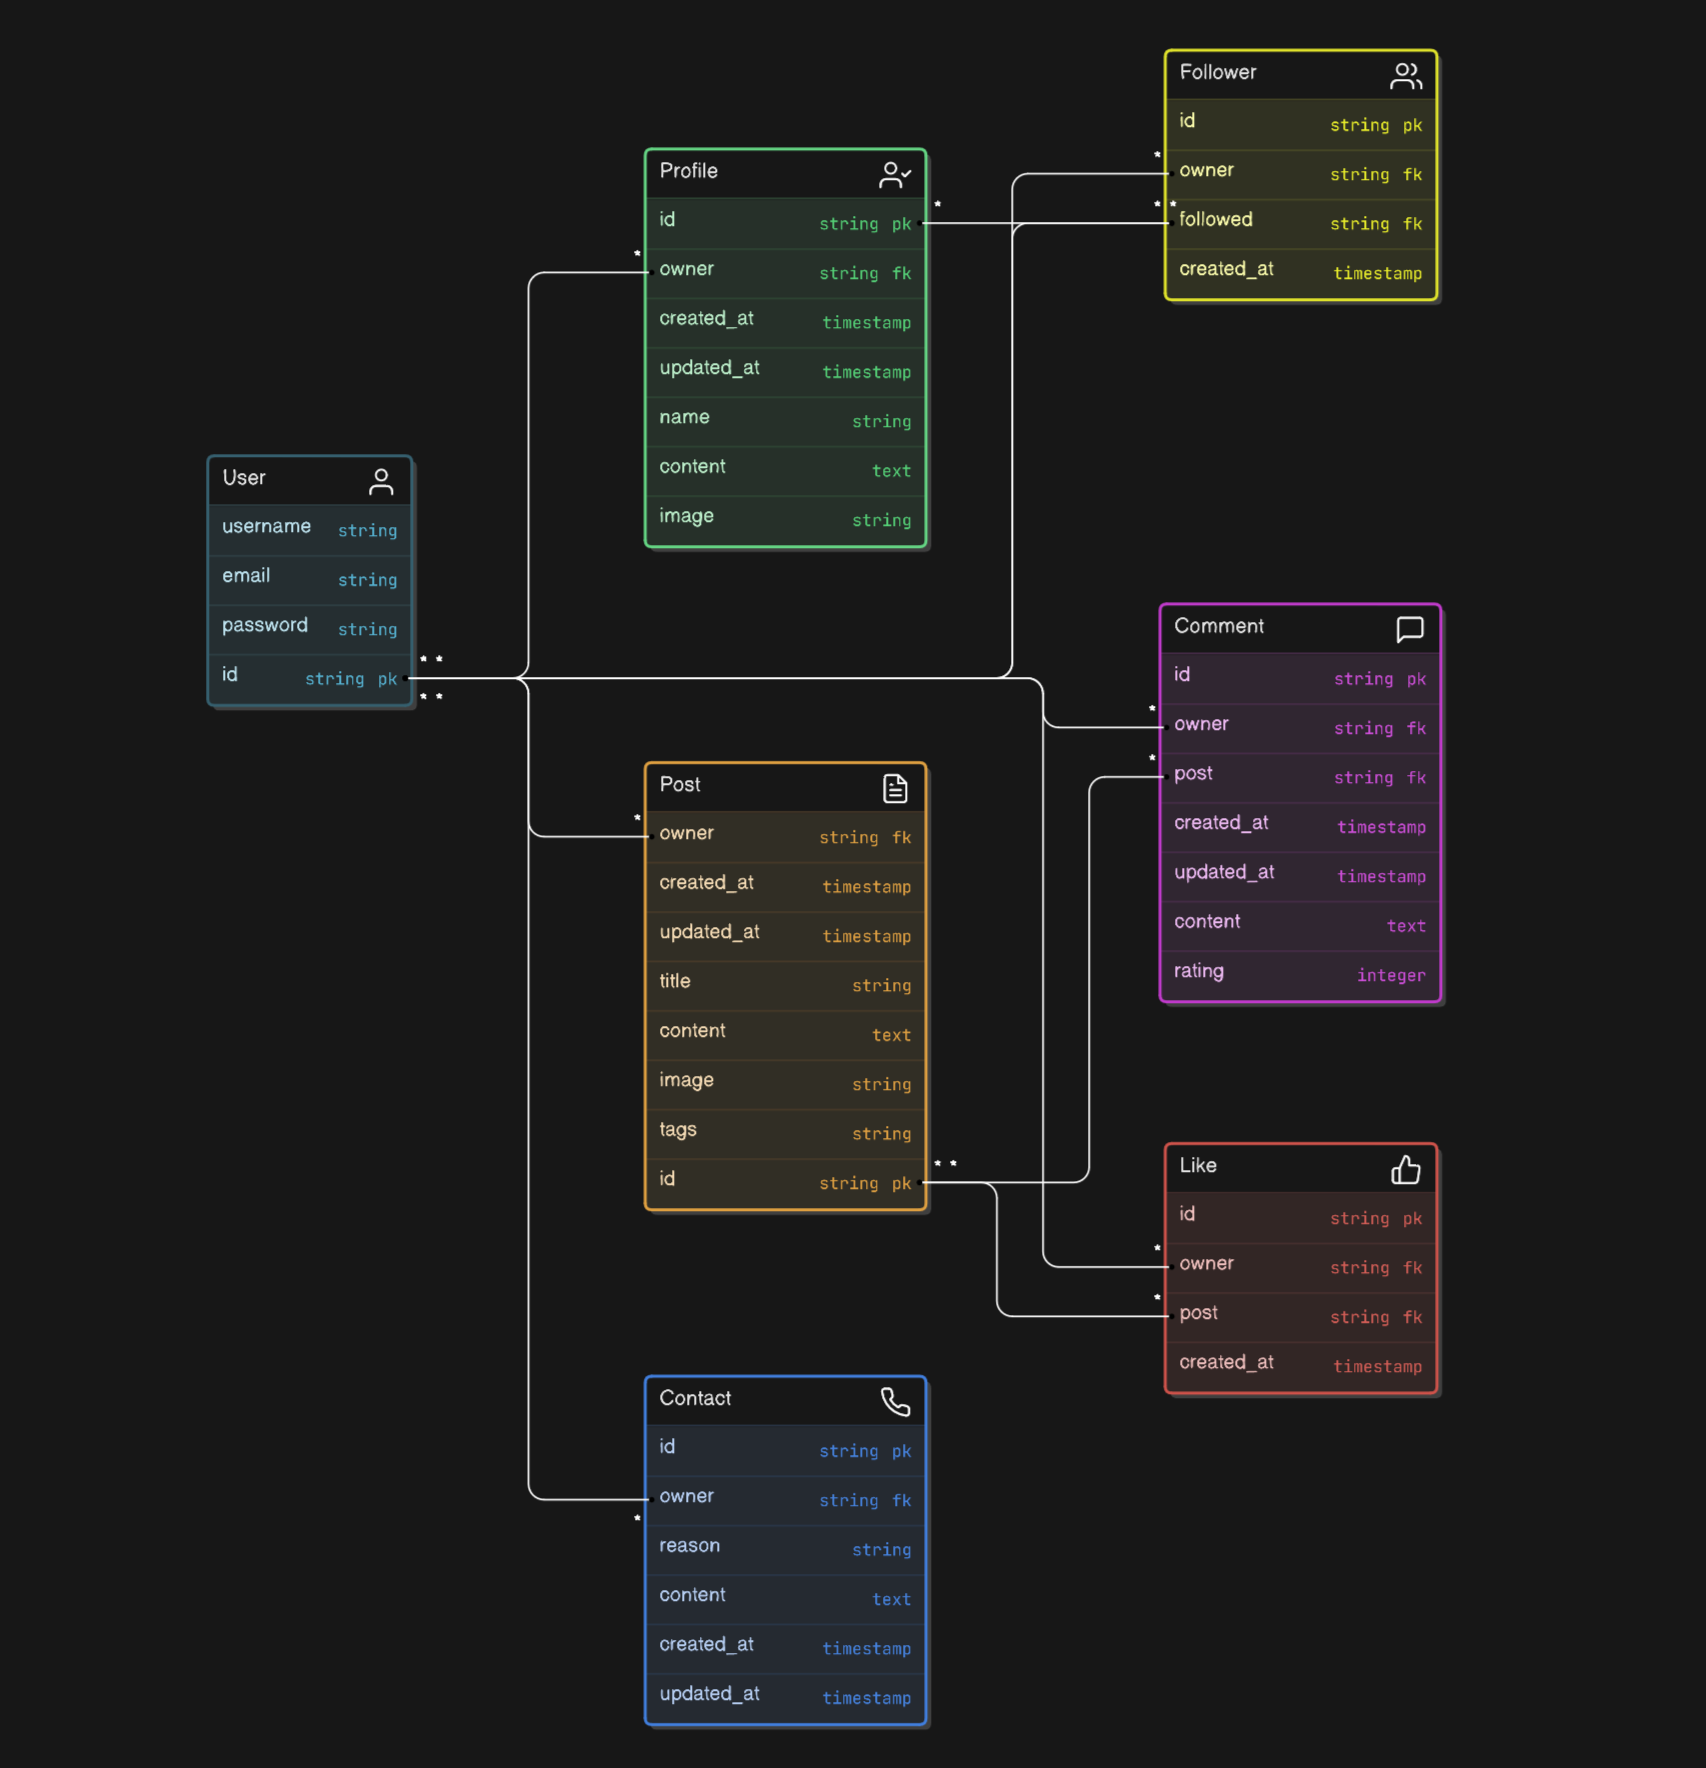 Follower
id string pk
* owner string fk
* * followed string fk
created_at timestamp
Profile
id string pk *
* owner string fk
created_at timestamp
updated_at timestamp
name string
content text
image string
User
username string
email string
password string
id string pk * *
* *
Comment
id string pk
* owner string fk
* post string fk
created_at timestamp
updated_at timestamp
content text
rating integer
Post
* owner string fk
created_at timestamp
updated_at timestamp
title string
content text
image string
tags string
id string pk * *
Like
id string pk
* owner string fk
* post string fk
created_at timestamp
Contact
id string pk
owner string fk
* reason string
content text
created_at timestamp
updated_at timestamp